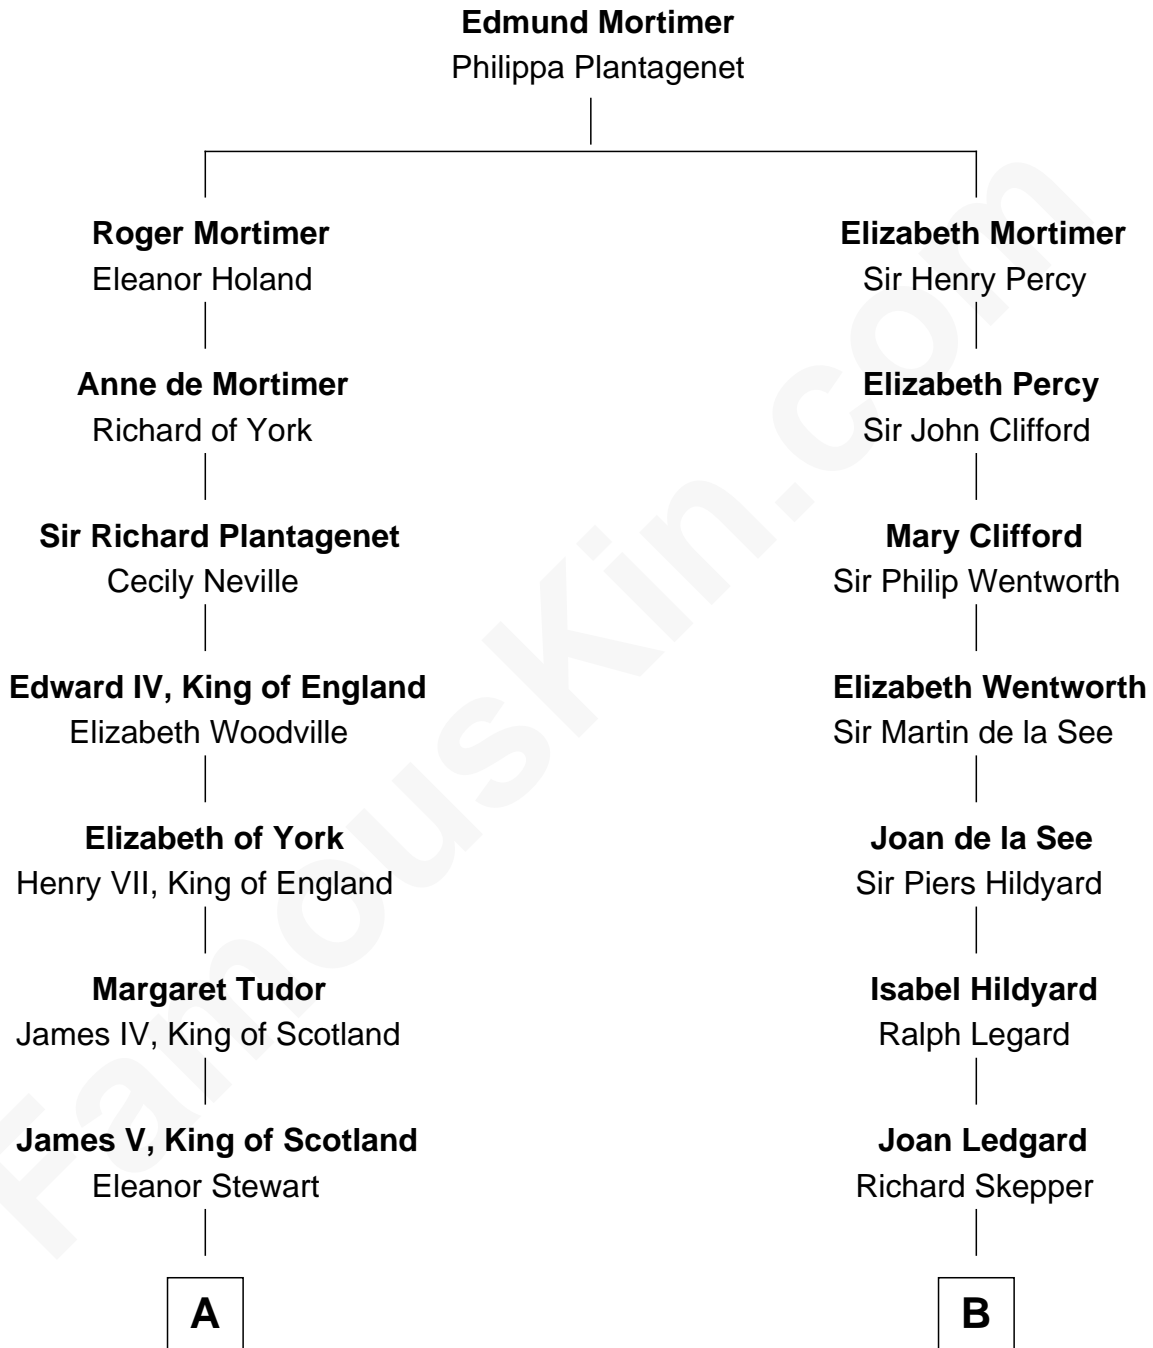 Edmund Mortimer
Philippa Plantagenet
Roger Mortimer
Eleanor Holand
Anne de Mortimer
Richard of York
Sir Richard Plantagenet
Cecily Neville
Edward IV, King of England
Elizabeth Woodville
Elizabeth of York
Henry VII, King of England
Margaret Tudor
James IV, King of Scotland
James V, King of Scotland
Eleanor Stewart
A
Elizabeth Mortimer
Sir Henry Percy
Elizabeth Percy
Sir John Clifford
Mary Clifford
Sir Philip Wentworth
Elizabeth Wentworth
Sir Martin de la See
Joan de la See
Sir Piers Hildyard
Isabel Hildyard
Ralph Legard
Joan Ledgard
Richard Skepper
B
FamousKin.com